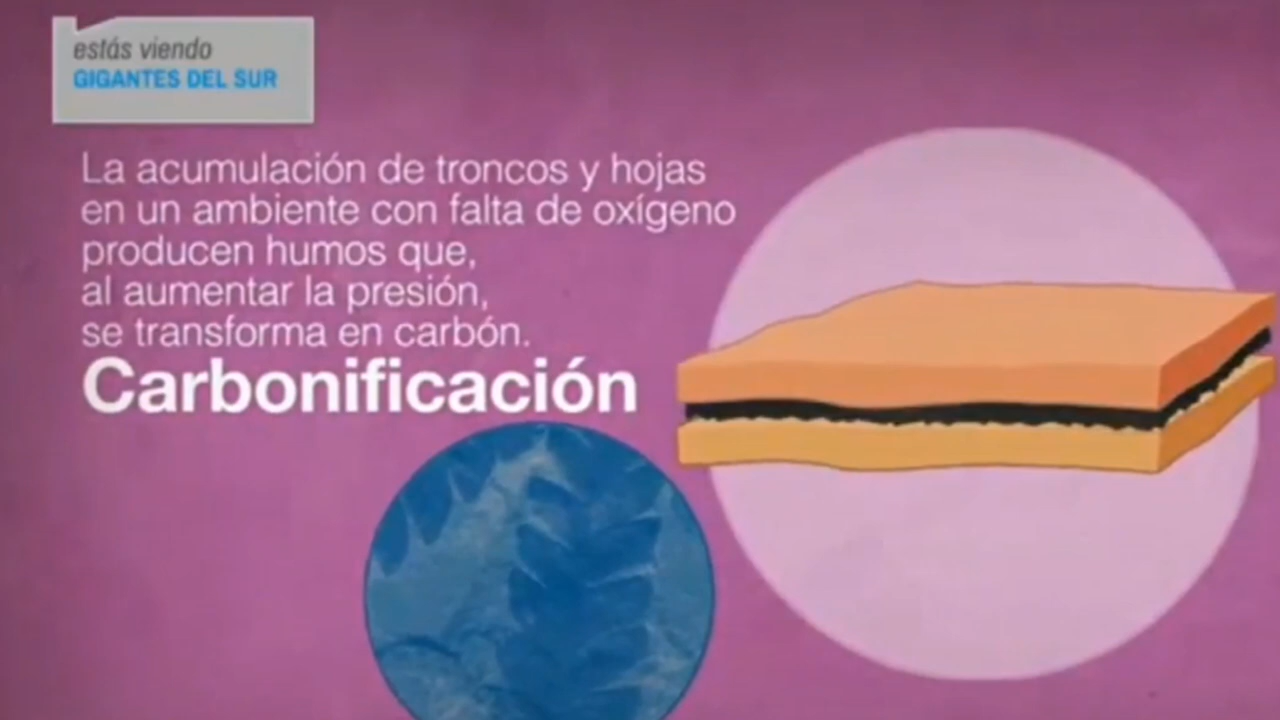 estás viendo
GIGANTES DEL SUR
La acumulación de troncos y hojas
en un ambiente con falta de oxígeno
producen humos que,
al aumentar la presión,
se transforma en carbón.
Carbonificación